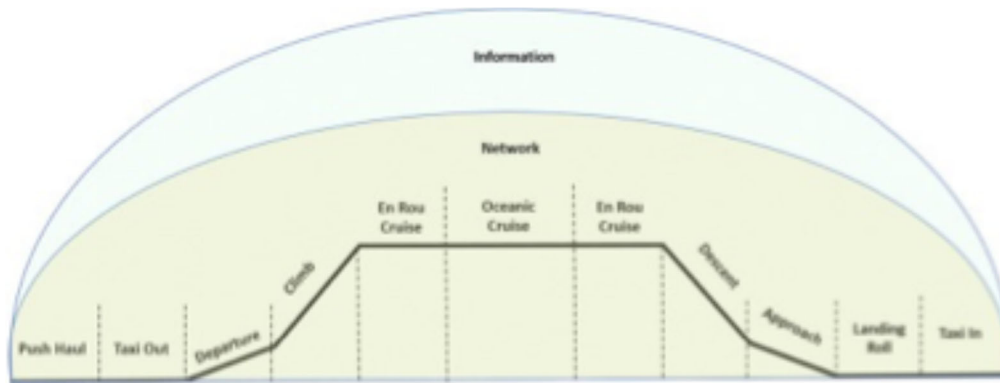 Information
Network
En Rou
Cruise
Oceanic
Cruise
En Rou
Cruise
Climb
Descent
Push Haul
Taxi Out
Departure
Approach
Landing
Roll
Taxi In